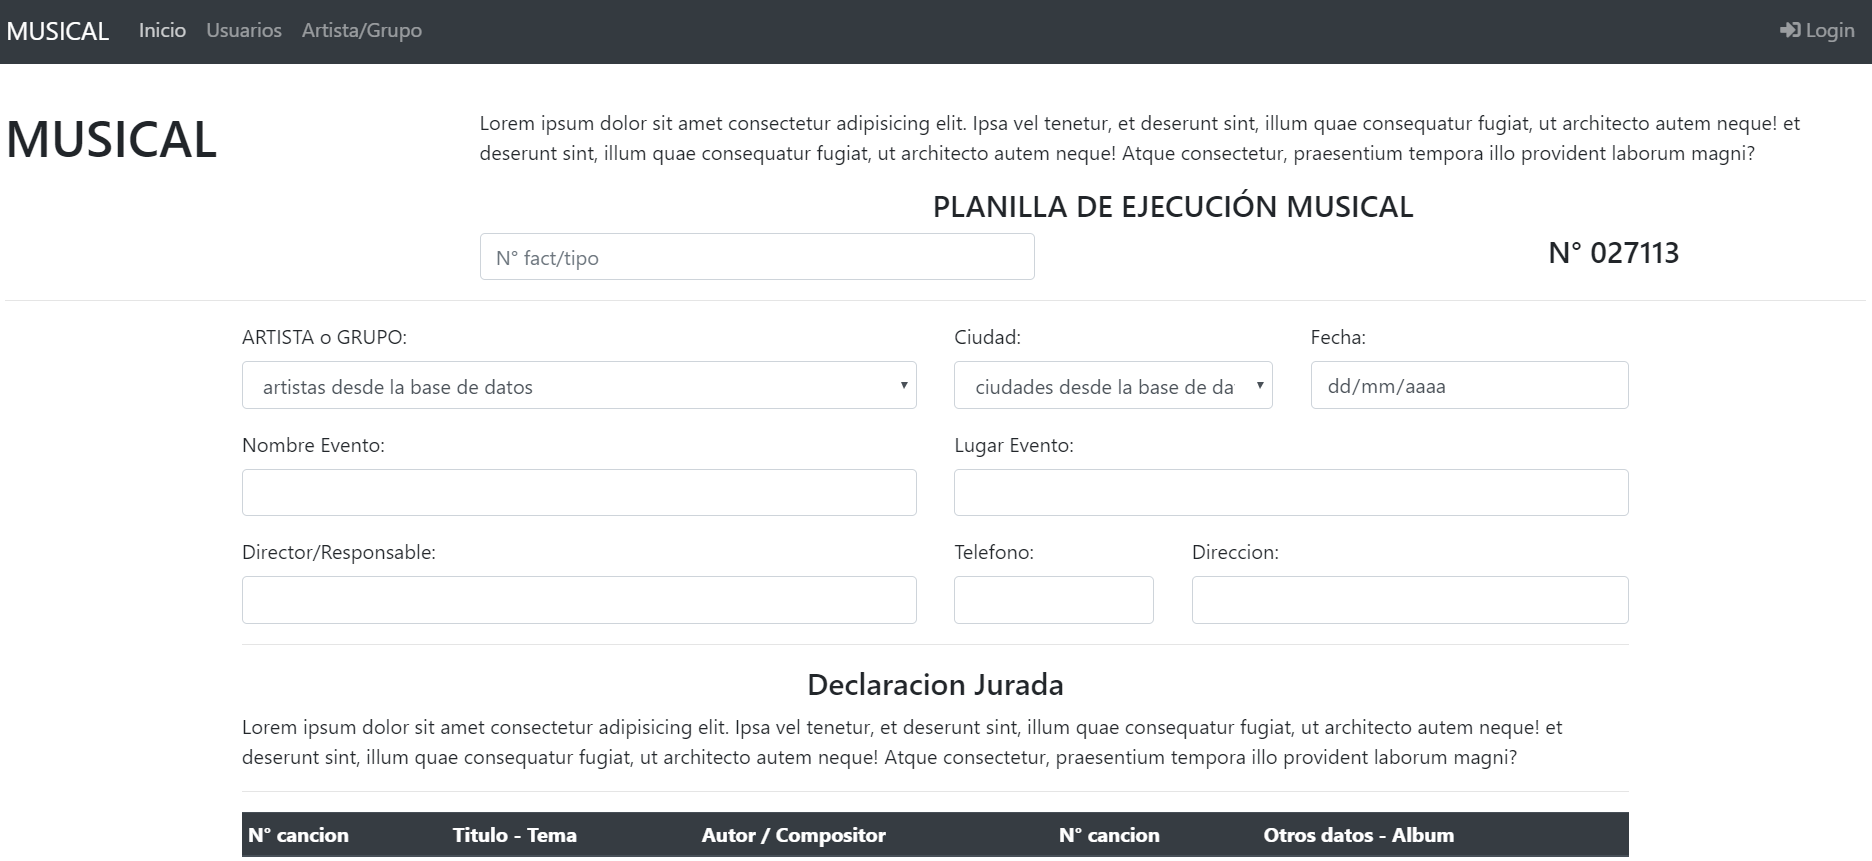 MUSICAL Inicio Usuarios Artista/Grupo Login
MUSICAL
Lorem ipsum dolor sit amet consectetur adipisicing elit. Ipsa vel tenetur, et deserunt sint, illum quae consequatur fugiat, ut architecto autem neque! et
deserunt sint, illum quae consequatur fugiat, ut architecto autem neque! Atque consectetur, praesentium tempora illo provident laborum magni?
PLANILLA DE EJECUCIÓN MUSICAL
N° fact/tipo
N° 027113
ARTISTA o GRUPO: Ciudad: Fecha:
artistas desde la base de datos ciudades desde la base de da dd/mm/aaaa
Nombre Evento: Lugar Evento:
Director/Responsable: Telefono: Direccion:
Declaracion Jurada
Lorem ipsum dolor sit amet consectetur adipisicing elit. Ipsa vel tenetur, et deserunt sint, illum quae consequatur fugiat, ut architecto autem neque! et
deserunt sint, illum quae consequatur fugiat, ut architecto autem neque! Atque consectetur, praesentium tempora illo provident laborum magni?
N° cancion Titulo - Tema Autor / Compositor N° cancion Otros datos - Album